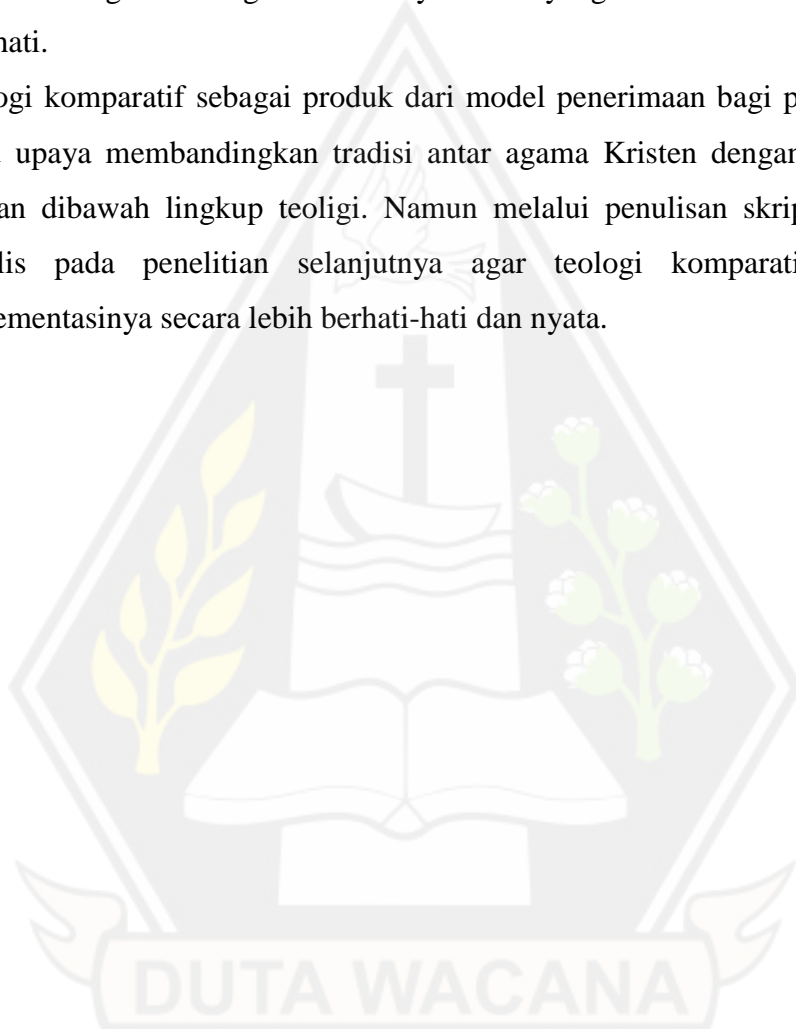 hati.
ogi komparatif sebagai produk dari model penerimaan bagi p
upaya membandingkan tradisi antar agama Kristen dengan
an dibawah lingkup teoligi. Namun melalui penulisan skrip
lis pada penelitian selanjutnya agar teologi komparati
ementasinya secara lebih berhati-hati dan nyata.
DUTA WACANA